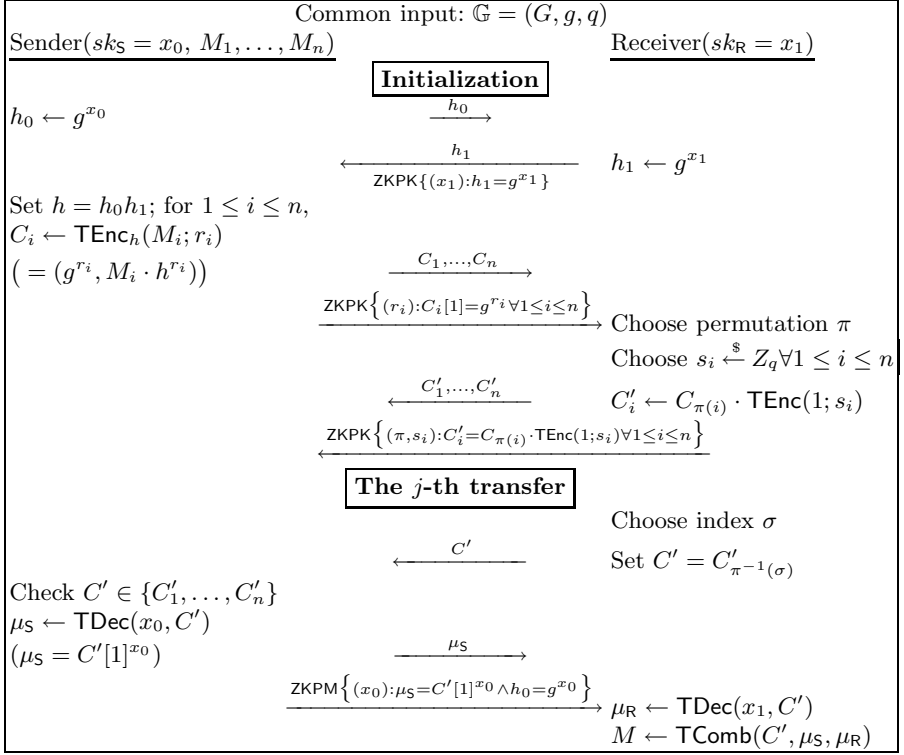 Common input: 𝔾 = (G, g, q)
Sender(sk_S = x_0, M_1, . . . , M_n) Receiver(sk_R = x_1)
Initialization
h_0 ← g^{x_0} h_0
h_1 h_1 ← g^{x_1}
ZKPK{(x_1):h_1=g^{x_1}}
Set h = h_0h_1; for 1 ≤ i ≤ n,
C_i ← TEnc_h(M_i; r_i)
( = (g^{r_i}, M_i · h^{r_i})) C_1,...,C_n
ZKPK{(r_i):C_i[1]=g^{r_i}∀1≤i≤n} Choose permutation π
Choose s_i ←$ Z_q∀1 ≤ i ≤ n
C'_1,...,C'_n C'_i ← C_{π(i)} · TEnc(1; s_i)
ZKPK{(π,s_i):C'_i=C_{π(i)}·TEnc(1;s_i)∀1≤i≤n}
The j-th transfer
Choose index σ
C' Set C' = C'_{π^{-1}(σ)}
Check C' ∈ {C'_1, . . . , C'_n}
μ_S ← TDec(x_0, C')
(μ_S = C'[1]^{x_0}) μ_S
ZKPM{(x_0):μ_S=C'[1]^{x_0}∧h_0=g^{x_0}} μ_R ← TDec(x_1, C')
M ← TComb(C', μ_S, μ_R)